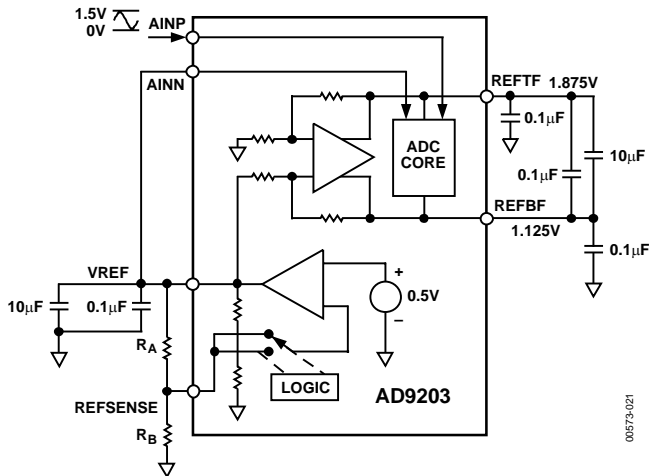 1.5V
0V
AINP
AINN
REFTF 1.875V
0.1μF
ADC
CORE
0.1μF
10μF
REFBF
1.125V
0.1μF
VREF
+
0.5V
–
10μF
0.1μF
RA
LOGIC
AD9203
REFSENSE
RB
00573-021